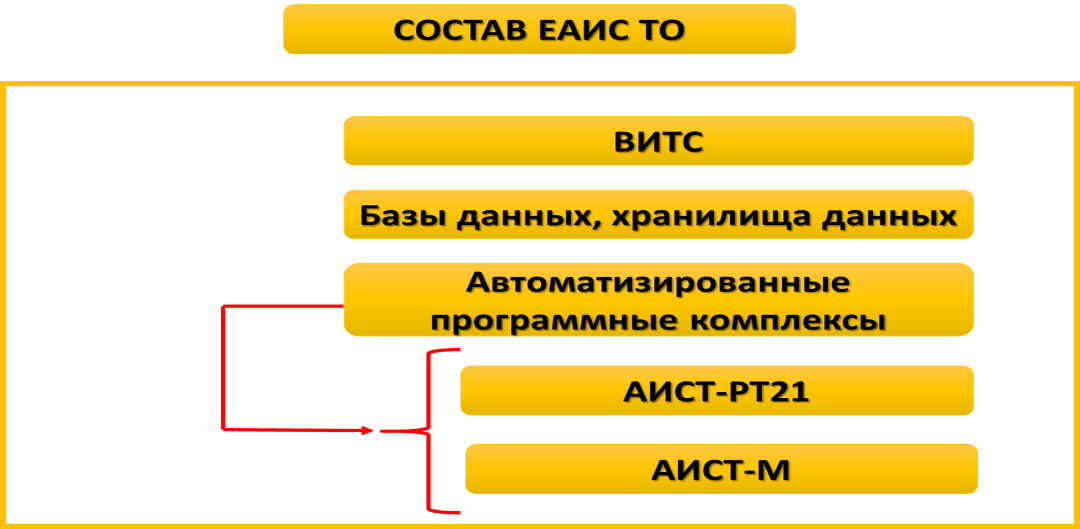 СОСТАВ ЕАИС ТО
ВИТС
Базы данных, хранилища данных
Автоматизированные
программные комплексы
АИСТ-РТ21
АИСТ-М